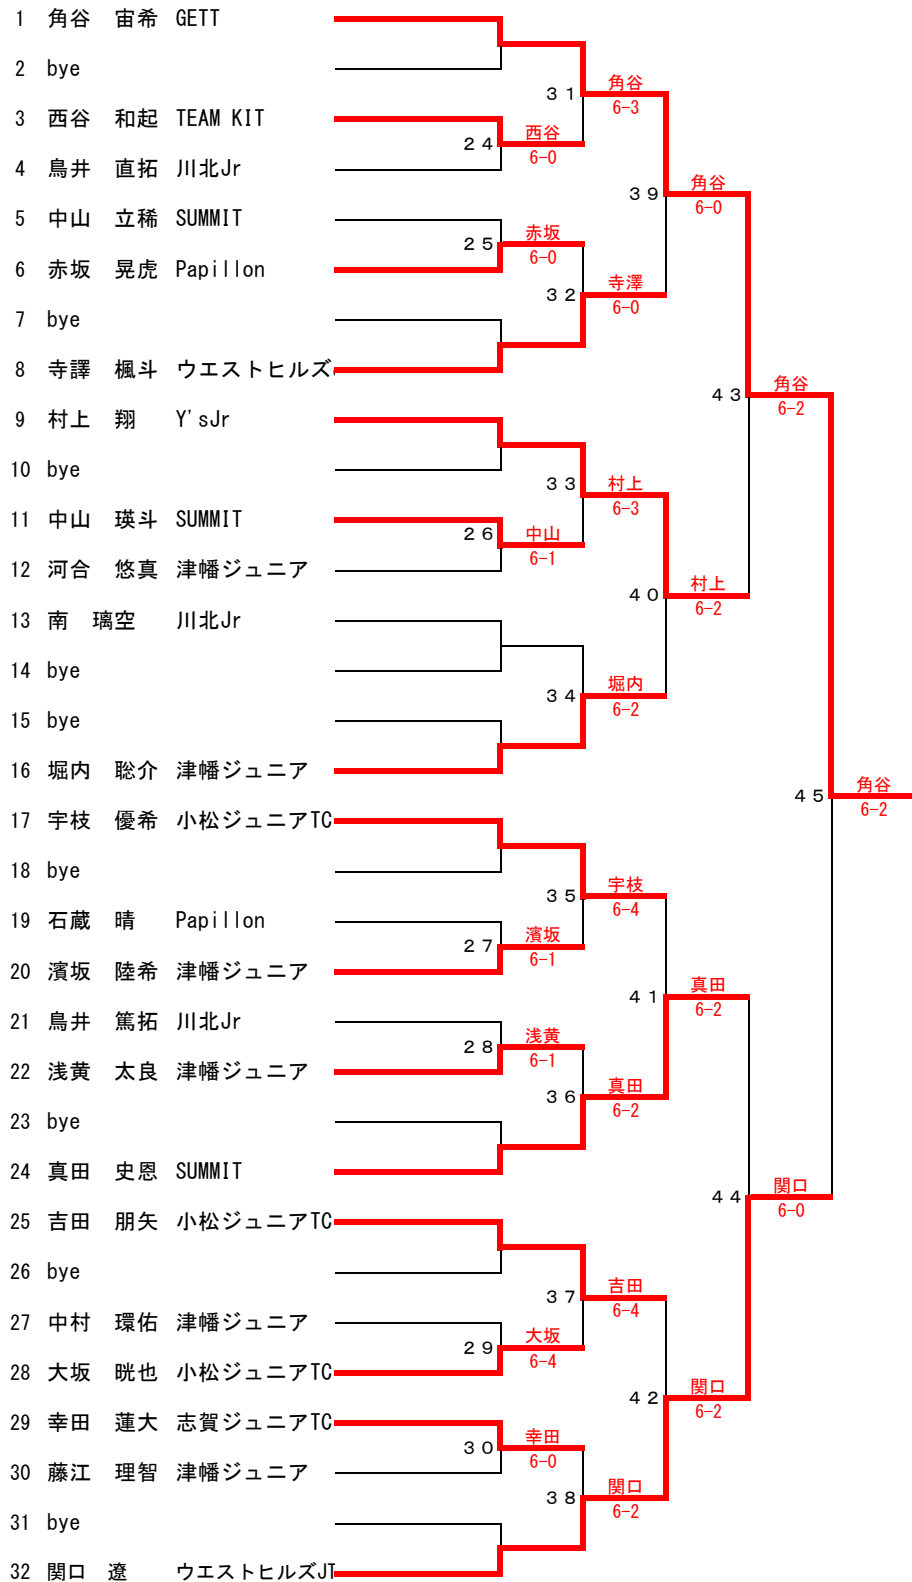 1 角谷　宙希 GETT
2 bye
31 角谷
6-3
3 西谷　和起 TEAM KIT
24 西谷
6-0
4 鳥井　直拓 川北Jr
39 角谷
6-0
5 中山　立稀 SUMMIT
25 赤坂
6-0
6 赤坂　晃虎 Papillon
32 寺澤
6-0
7 bye
8 寺譯　楓斗 ウエストヒルズ
43 角谷
6-2
9 村上　翔 Y'sJr
10 bye
33 村上
6-3
11 中山　瑛斗 SUMMIT
26 中山
6-1
12 河合　悠真 津幡ジュニア
40 村上
6-2
13 南　璃空 川北Jr
14 bye
34 堀内
6-2
15 bye
16 堀内　聡介 津幡ジュニア
45 角谷
6-2
17 宇枝　優希 小松ジュニアTC
18 bye
35 宇枝
6-4
19 石蔵　晴 Papillon
27 濱坂
6-1
20 濱坂　陸希 津幡ジュニア
41 真田
6-2
21 鳥井　篤拓 川北Jr
28 浅黄
6-1
22 浅黄　太良 津幡ジュニア
36 真田
6-2
23 bye
24 真田　史恩 SUMMIT
44 関口
6-0
25 吉田　朋矢 小松ジュニアTC
26 bye
37 吉田
6-4
27 中村　環佑 津幡ジュニア
29 大坂
6-4
28 大坂　晄也 小松ジュニアTC
42 関口
6-2
29 幸田　蓮大 志賀ジュニアTC
30 幸田
6-0
30 藤江　理智 津幡ジュニア
38 関口
6-2
31 bye
32 関口　遼 ウエストヒルズJT